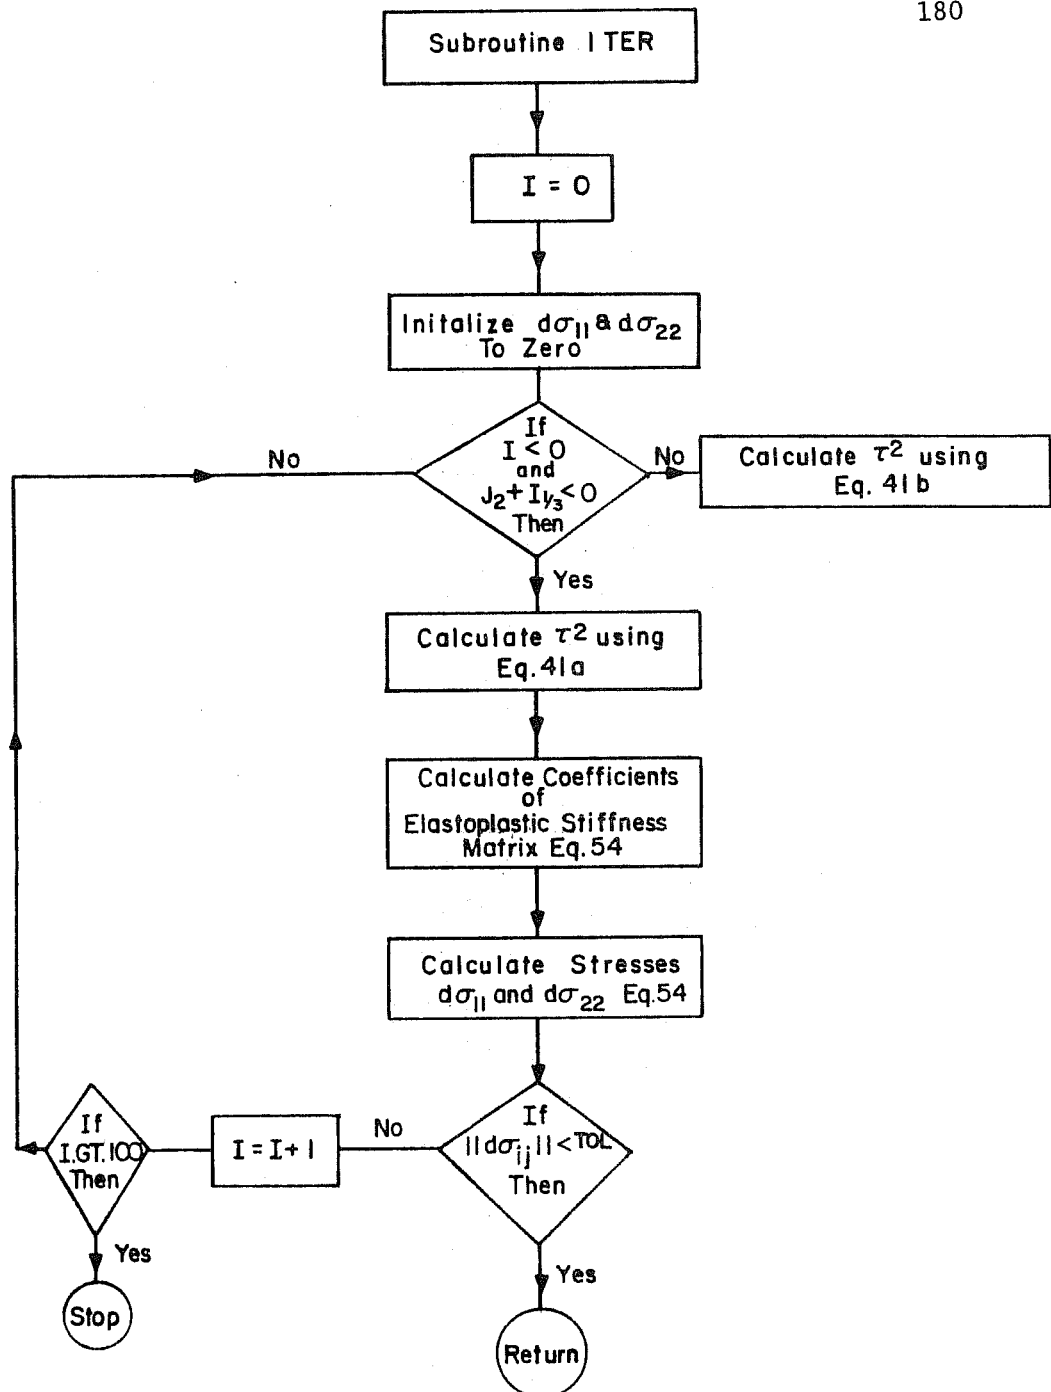 180
Subroutine ITER
I = 0
Initalize dσ₁₁ & dσ₂₂
To Zero
If
I < 0
and
J₂ + I₁/₃ < 0
Then
No
No
Calculate τ² using
Eq. 41b
Yes
Calculate τ² using
Eq. 41a
Calculate Coefficients
of
Elastoplastic Stiffness
Matrix Eq. 54
Calculate Stresses
dσ₁₁ and dσ₂₂ Eq. 54
If
||dσij|| < TOL
Then
No
I = I + 1
If
I.GT.100
Then
Yes
Stop
Yes
Return